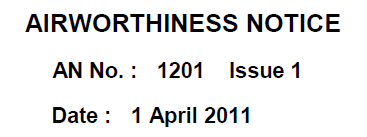 AIRWORTHINESS NOTICE
AN No. : 1201 Issue 1
Date : 1 April 2011